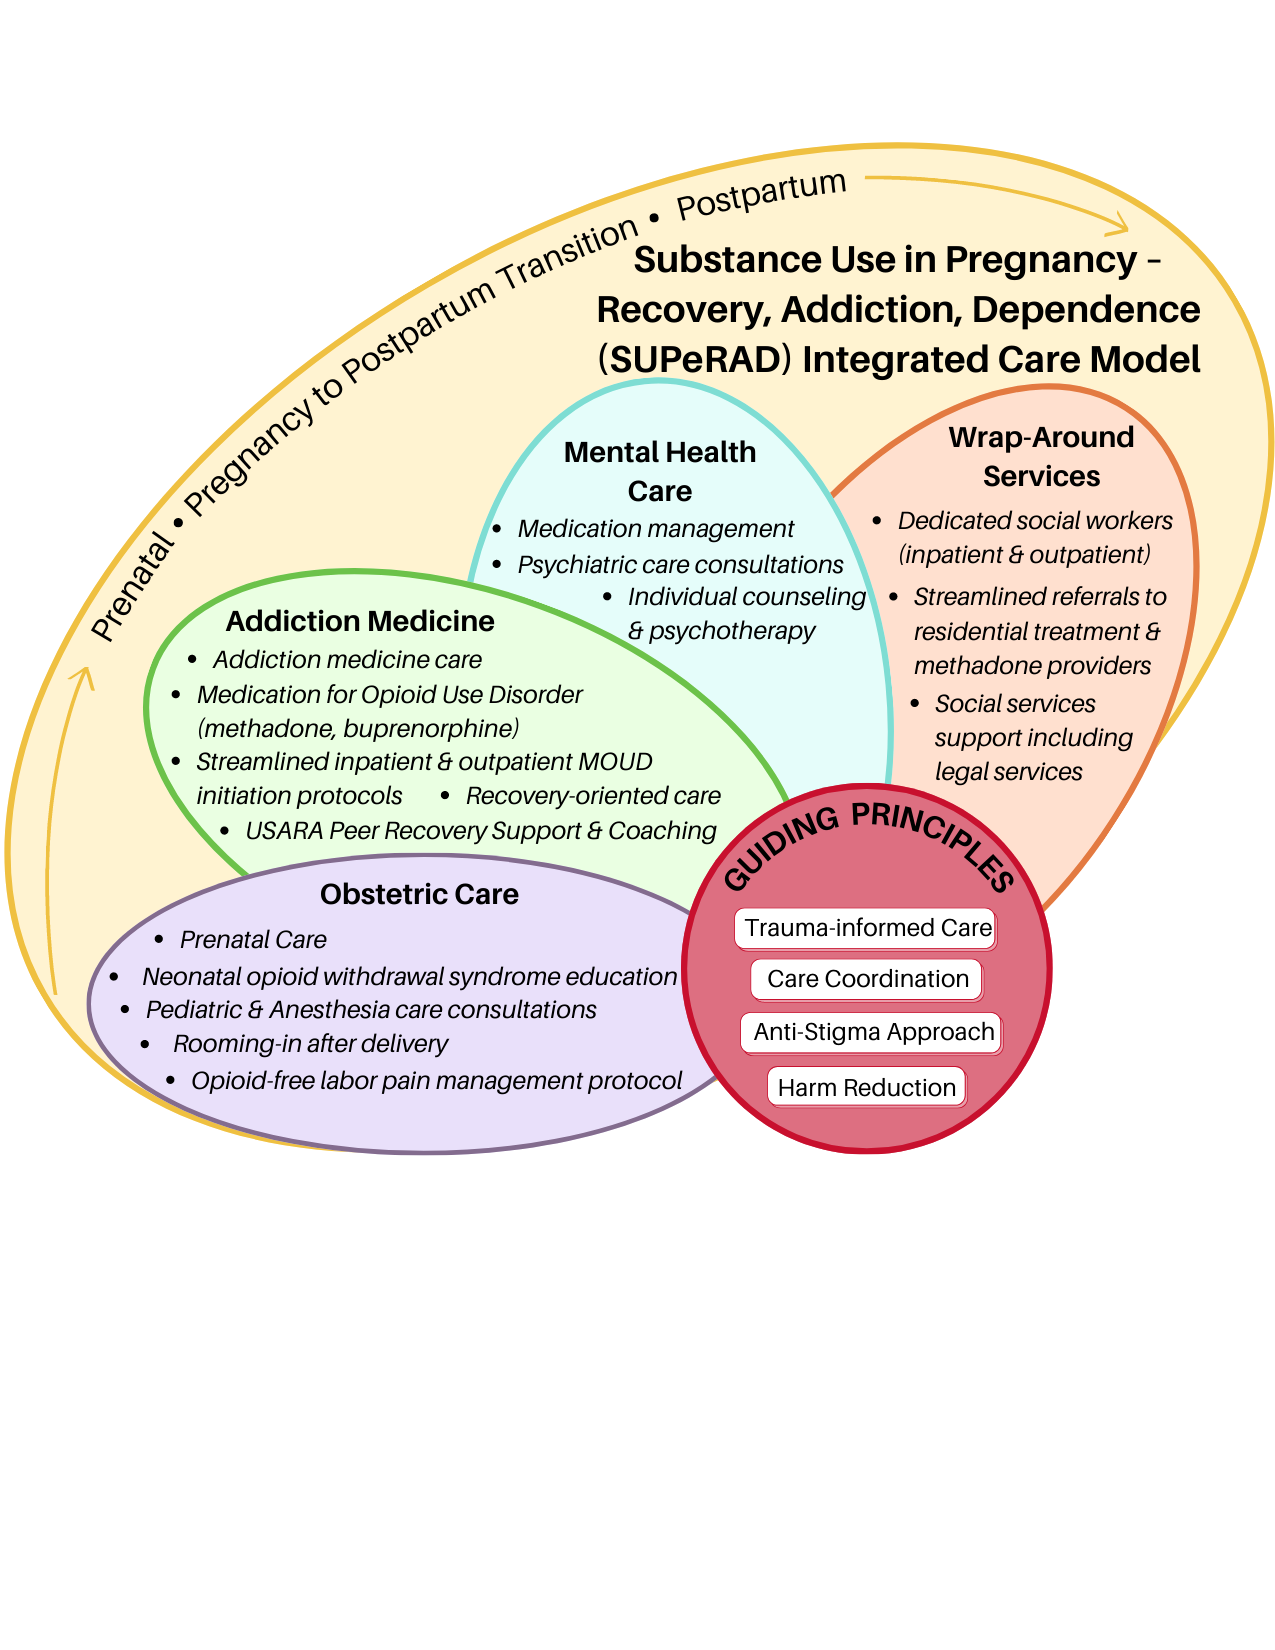 Prenatal • Pregnancy to Postpartum Transition • Postpartum
Substance Use in Pregnancy –
Recovery, Addiction, Dependence
(SUPeRAD) Integrated Care Model
Mental Health
Care
• Medication management
• Psychiatric care consultations
• Individual counseling
& psychotherapy
Wrap-Around
Services
• Dedicated social workers
(inpatient & outpatient)
• Streamlined referrals to
residential treatment &
methadone providers
• Social services
support including
legal services
Addiction Medicine
• Addiction medicine care
• Medication for Opioid Use Disorder
(methadone, buprenorphine)
• Streamlined inpatient & outpatient MOUD
initiation protocols • Recovery-oriented care
• USARA Peer Recovery Support & Coaching
Obstetric Care
• Prenatal Care
• Neonatal opioid withdrawal syndrome education
• Pediatric & Anesthesia care consultations
• Rooming-in after delivery
• Opioid-free labor pain management protocol
GUIDING PRINCIPLES
Trauma-informed Care
Care Coordination
Anti-Stigma Approach
Harm Reduction